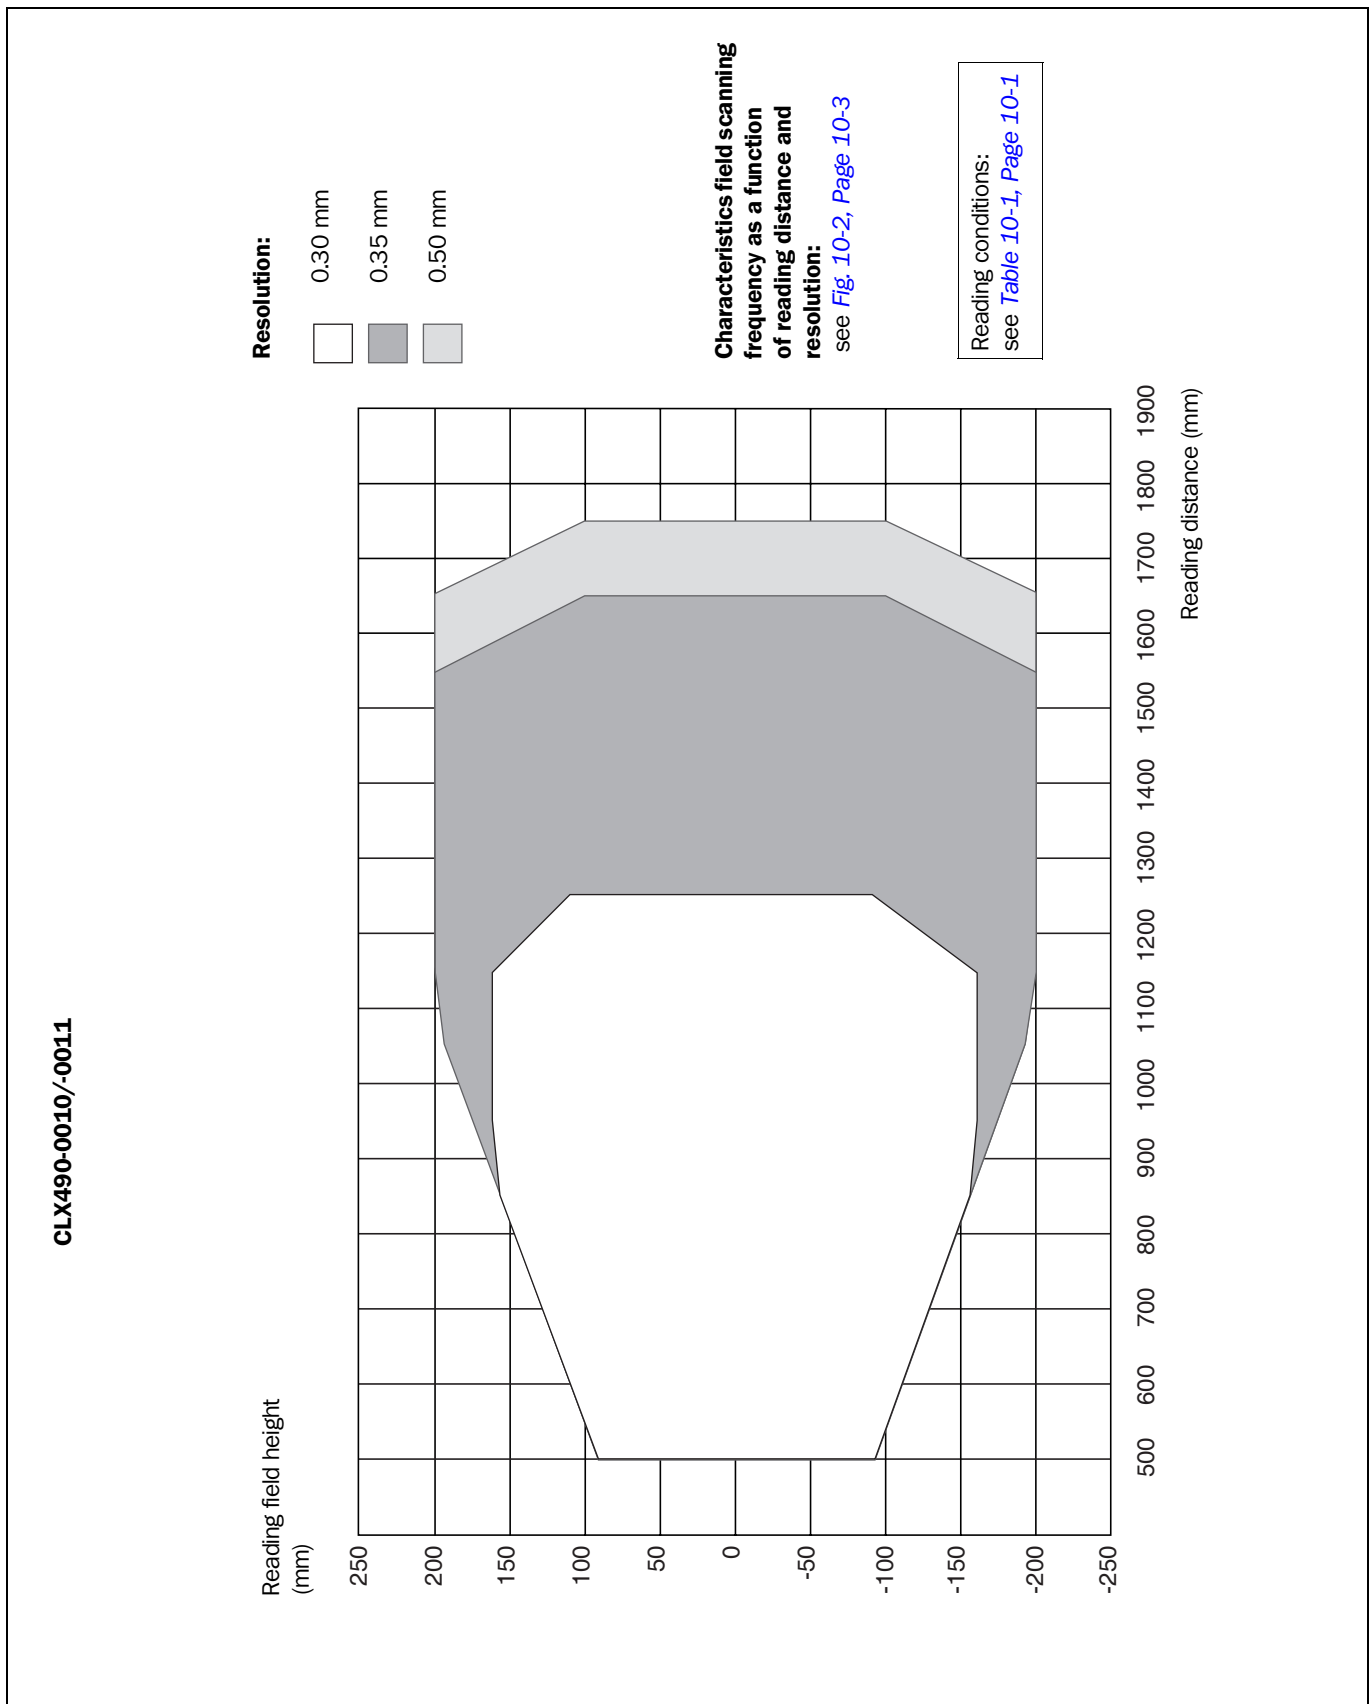 CLX490-0010/-0011
Reading field height
(mm)
250
200
150
100
50
0
-50
-100
-150
-200
-250
500
600
700
800
900
1000
1100
1200
1300
1400
1500
1600
1700
1800
1900
Reading distance (mm)
Resolution:
0.30 mm
0.35 mm
0.50 mm
Characteristics field scanning
frequency as a function
of reading distance and
resolution:
see Fig. 10-2, Page 10-3
Reading conditions:
see Table 10-1, Page 10-1